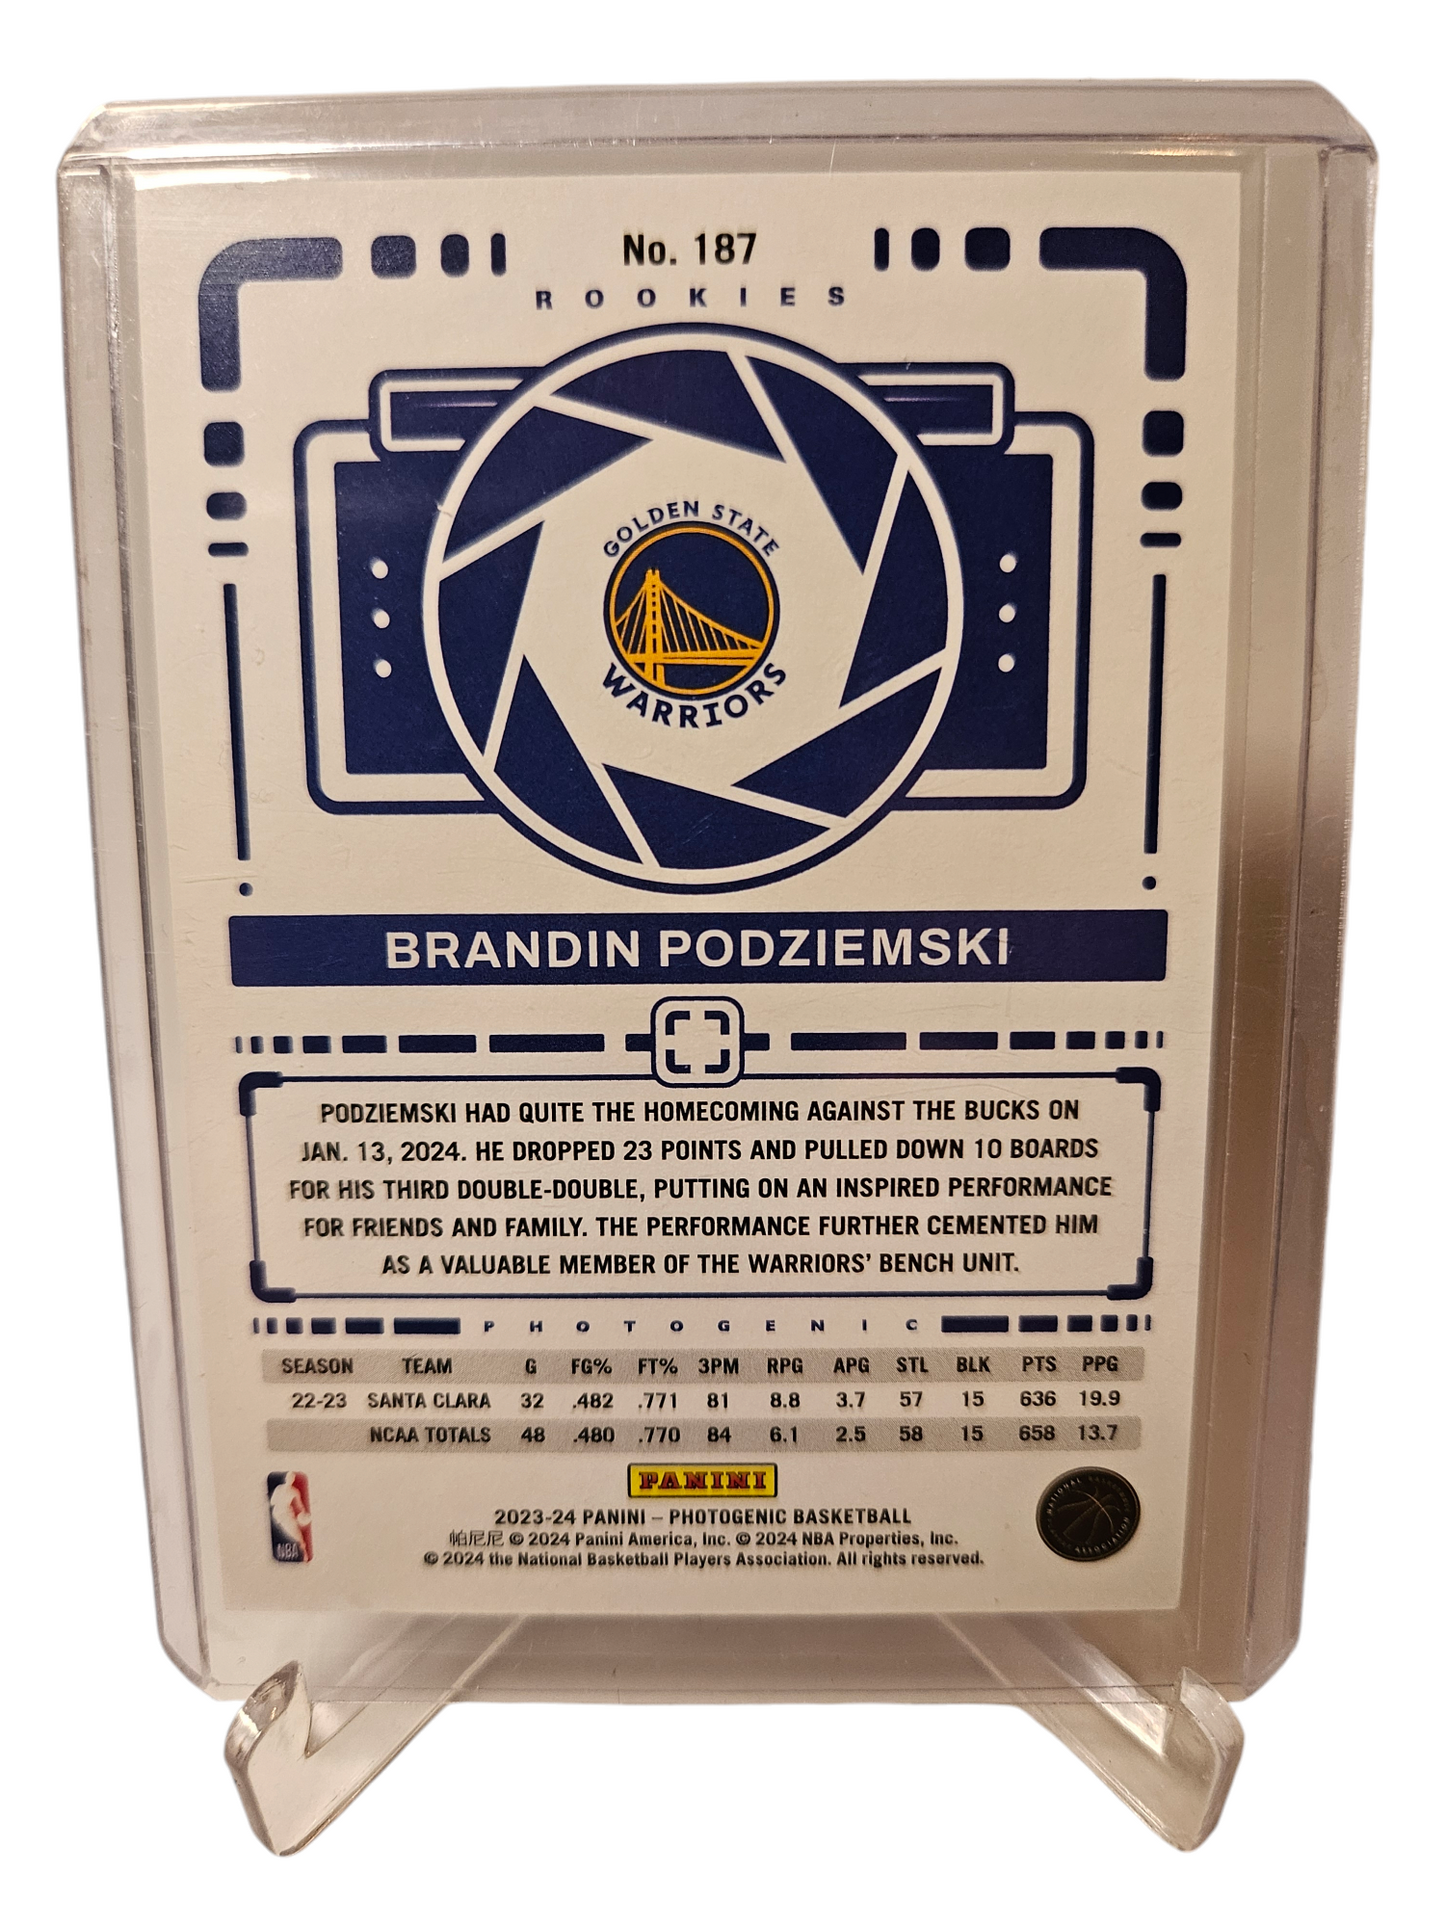 No. 187
ROOKIES
GOLDEN STATE
WARRIORS
BRANDIN PODZIEMSKI
PODZIEMSKI HAD QUITE THE HOMECOMING AGAINST THE BUCKS ON
JAN. 13, 2024. HE DROPPED 23 POINTS AND PULLED DOWN 10 BOARDS
FOR HIS THIRD DOUBLE-DOUBLE, PUTTING ON AN INSPIRED PERFORMANCE
FOR FRIENDS AND FAMILY. THE PERFORMANCE FURTHER CEMENTED HIM
AS A VALUABLE MEMBER OF THE WARRIORS' BENCH UNIT.
PHOTOGENIC
SEASON TEAM G FG% FT% 3PM RPG APG STL BLK PTS PPG
22-23 SANTA CLARA 32 .482 .771 81 8.8 3.7 57 15 636 19.9
NCAA TOTALS 48 .480 .770 84 6.1 2.5 58 15 658 13.7
PANINI
NBA
NATIONAL BASKETBALL
ASSOCIATION
2023-24 PANINI – PHOTOGENIC BASKETBALL
帕尼尼 © 2024 Panini America, Inc. © 2024 NBA Properties, Inc.
© 2024 the National Basketball Players Association. All rights reserved.